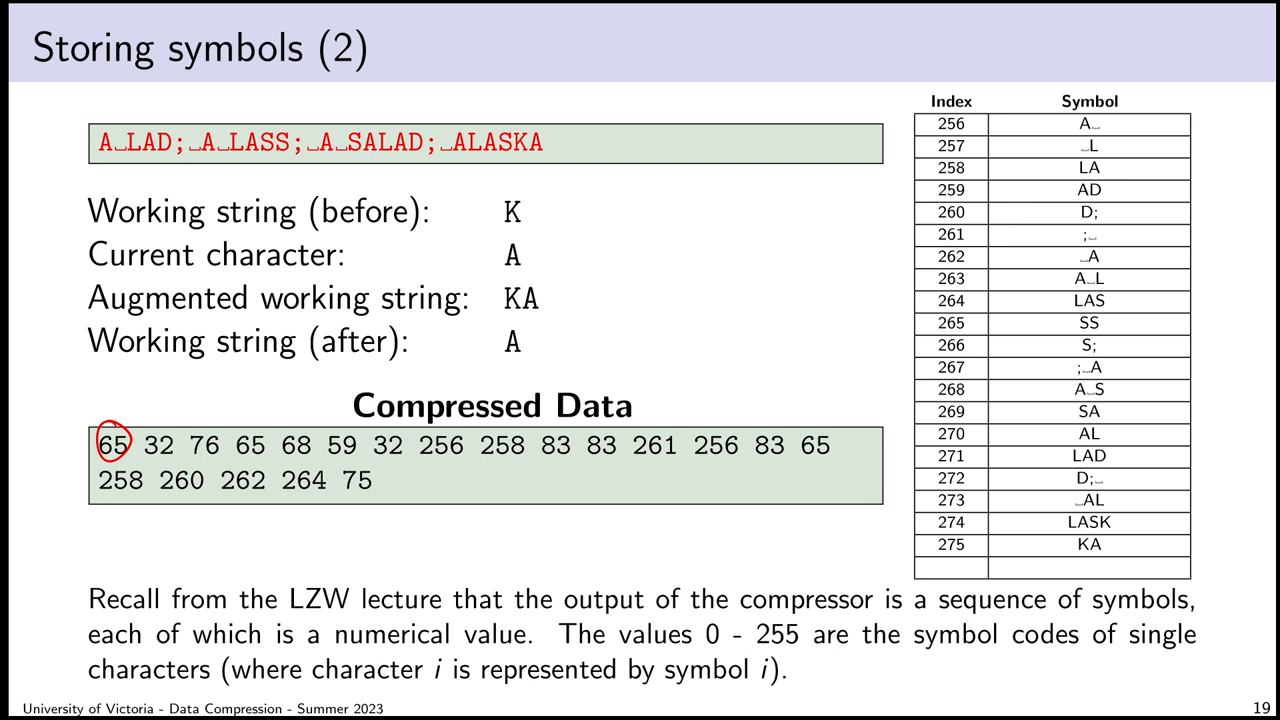 Storing symbols (2)
A␣LAD;␣A␣LASS;␣A␣SALAD;␣ALASKA
Working string (before): K
Current character: A
Augmented working string: KA
Working string (after): A
Compressed Data
65 32 76 65 68 59 32 256 258 83 83 261 256 83 65
258 260 262 264 75
Index Symbol
256 A␣
257 ␣L
258 LA
259 AD
260 D;
261 ;␣
262 ␣A
263 A␣L
264 LAS
265 SS
266 S;
267 ;␣A
268 A␣S
269 SA
270 AL
271 LAD
272 D;␣
273 ␣AL
274 LASK
275 KA
Recall from the LZW lecture that the output of the compressor is a sequence of symbols,
each of which is a numerical value. The values 0 - 255 are the symbol codes of single
characters (where character i is represented by symbol i).
University of Victoria - Data Compression - Summer 2023
19